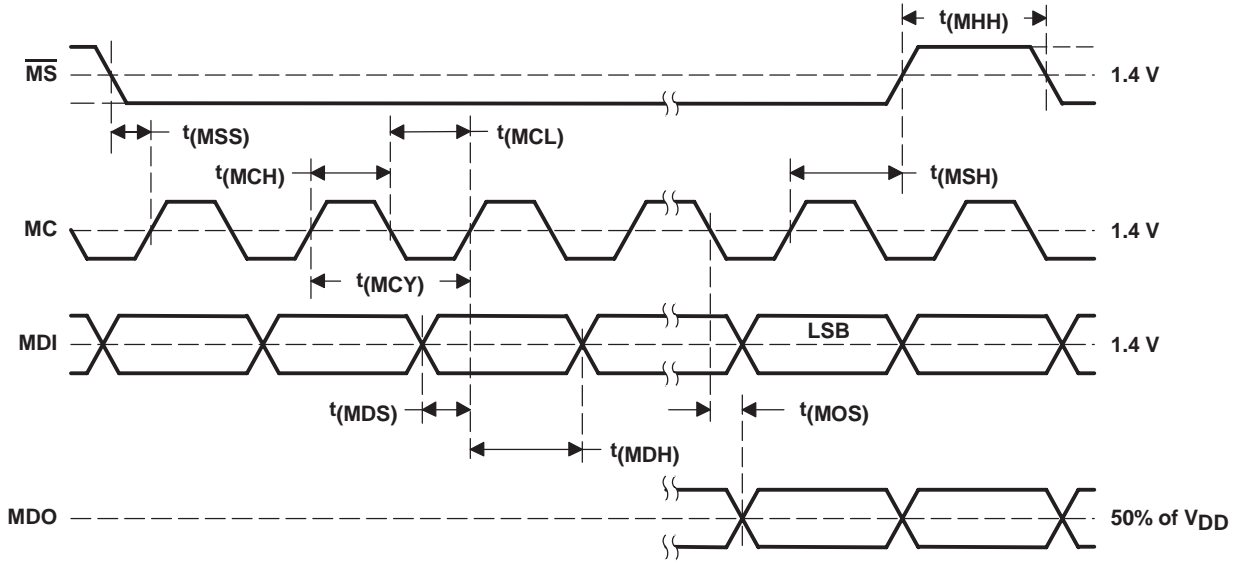 t(MHH)
MS
1.4 V
t(MSS)
t(MCL)
t(MCH)
t(MSH)
MC
1.4 V
t(MCY)
LSB
MDI
1.4 V
t(MDS)
t(MOS)
t(MDH)
MDO
50% of VDD